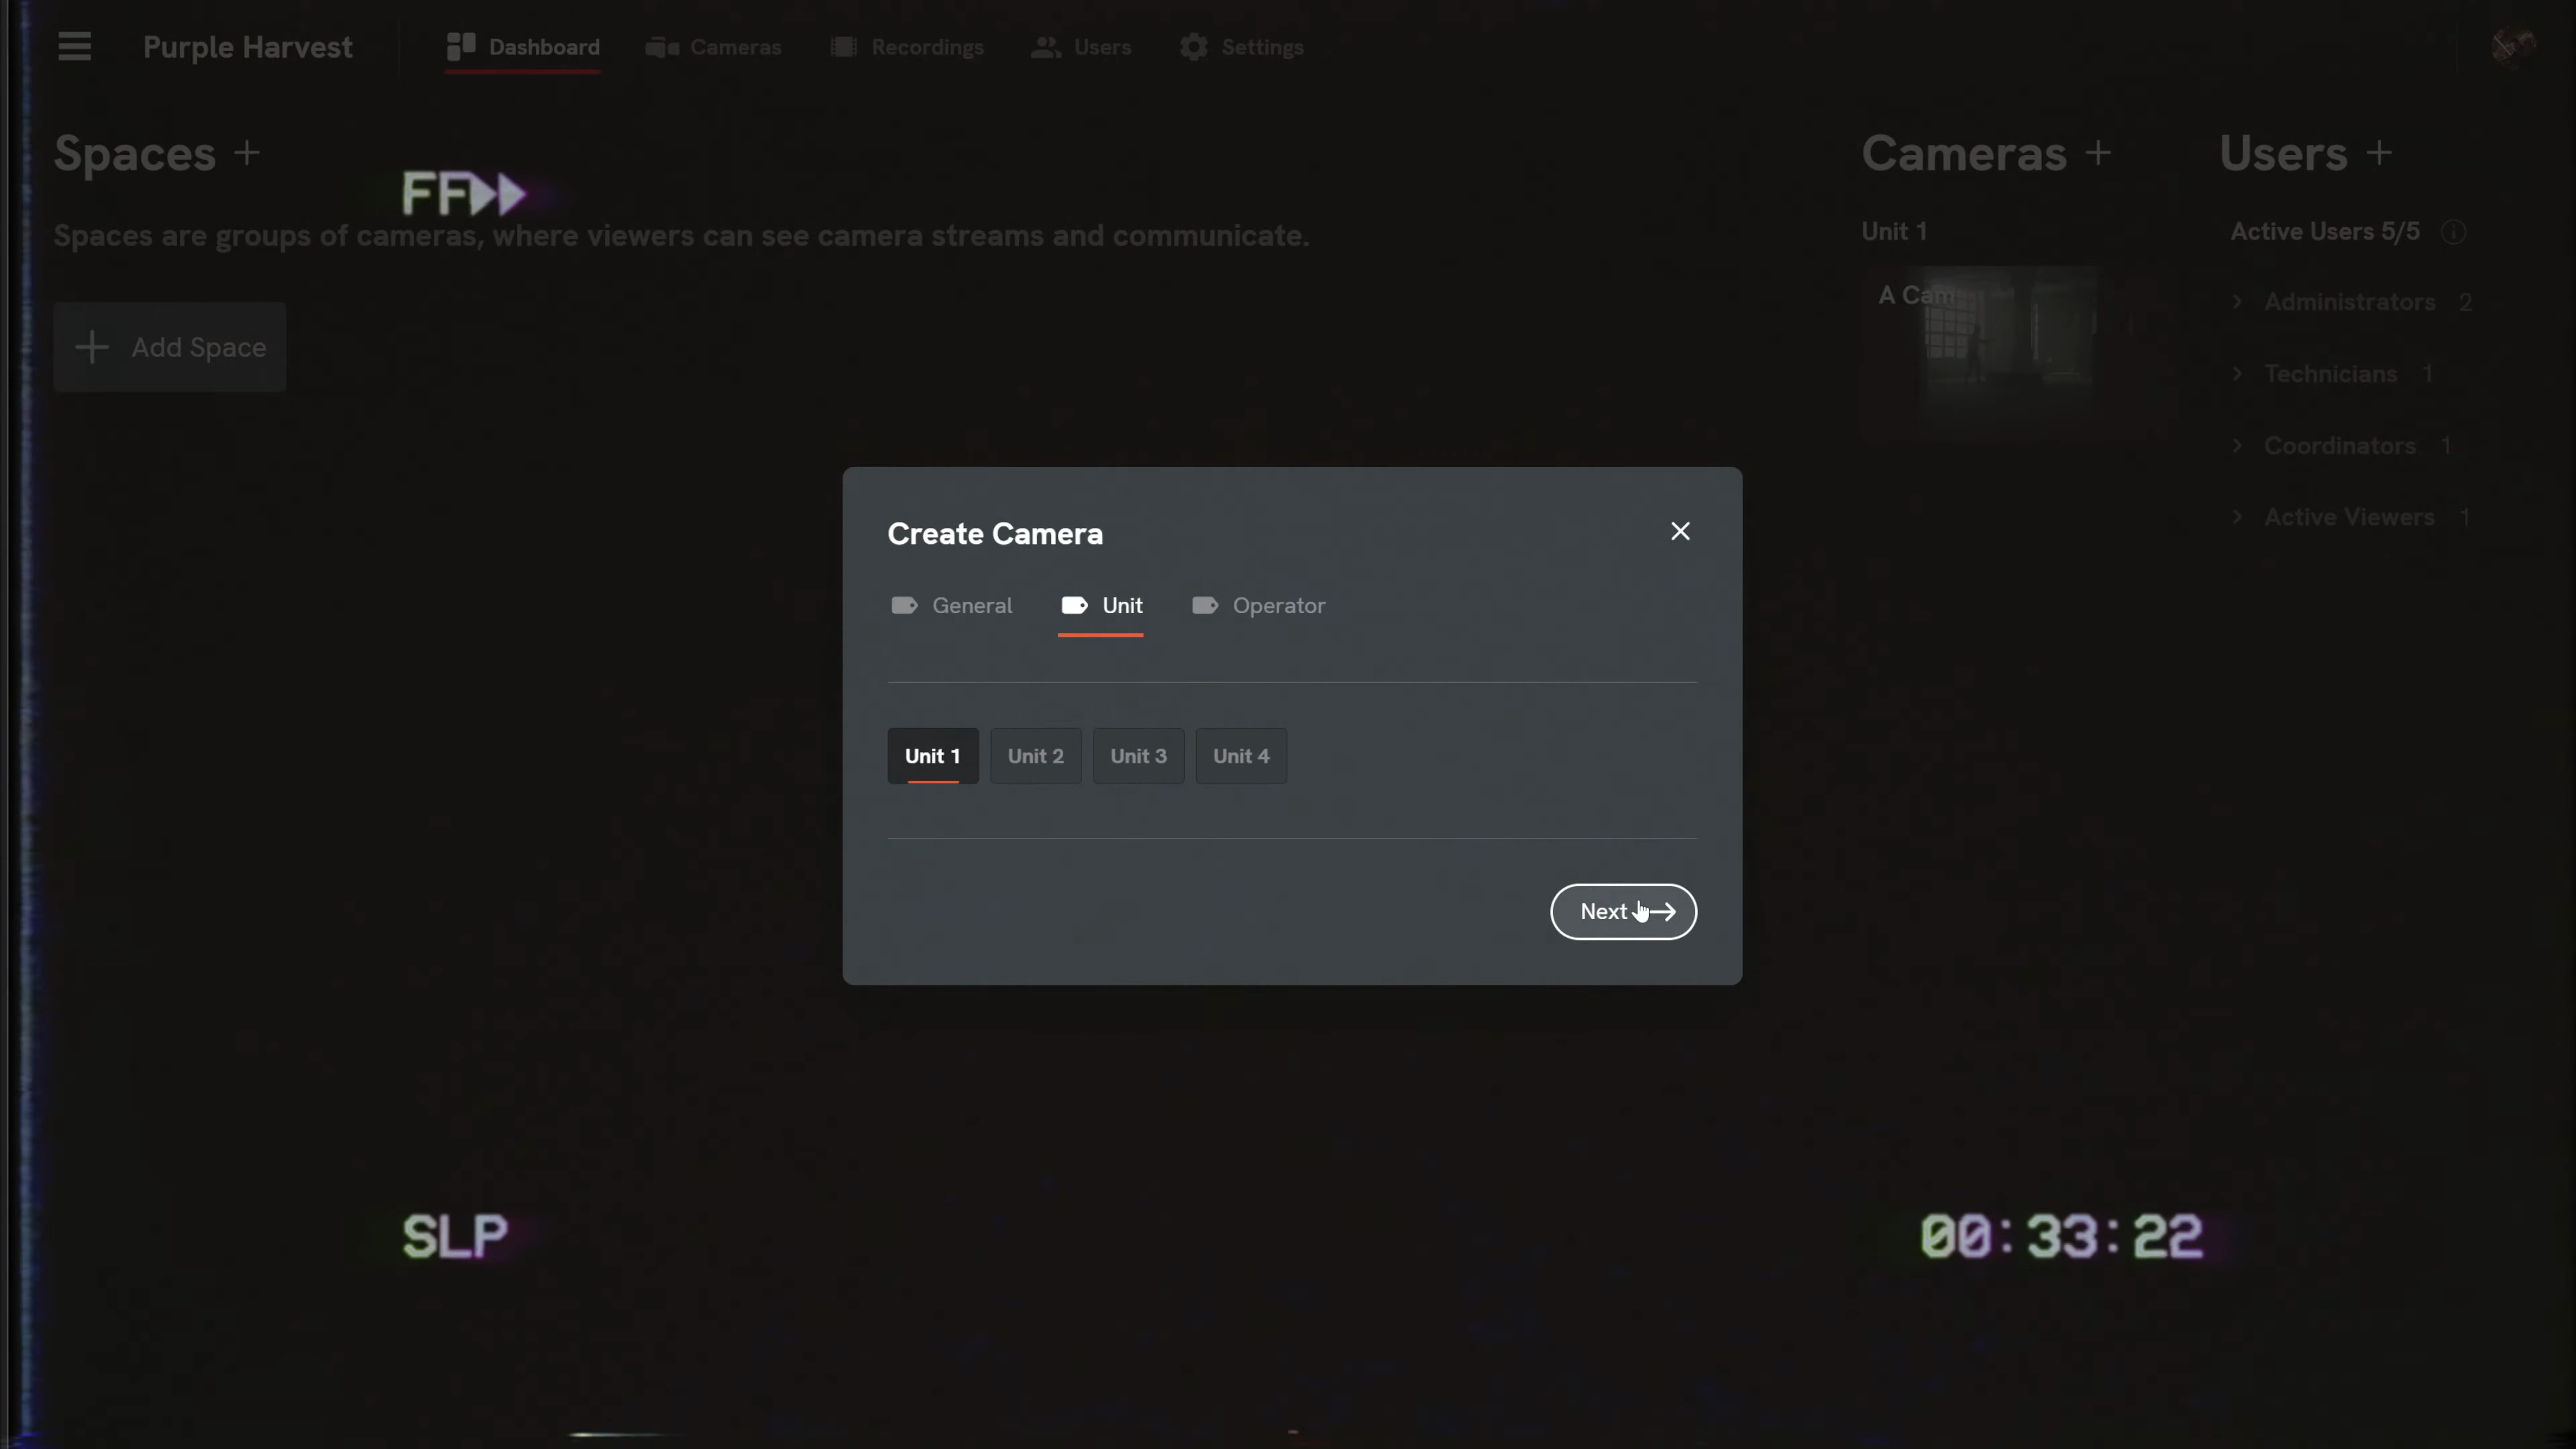 Purple Harvest
Dashboard
Cameras
Recordings
Users
Settings
Spaces +
FF
Spaces are groups of cameras, where viewers can see camera streams and communicate.
+ Add Space
Cameras +
Unit 1
A Cam
Users +
Active Users 5/5
Administrators 2
Technicians 1
Coordinators 1
Active Viewers 1
Create Camera
General
Unit
Operator
Unit 1
Unit 2
Unit 3
Unit 4
Next
SLP
00:33:22